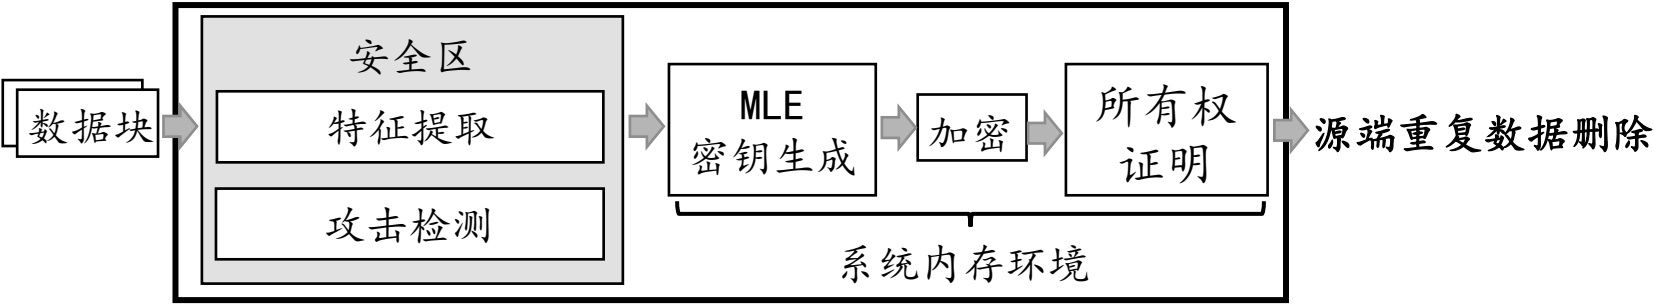 数据块
安全区
特征提取
攻击检测
MLE
密钥生成
加密
所有权
证明
源端重复数据删除
系统内存环境